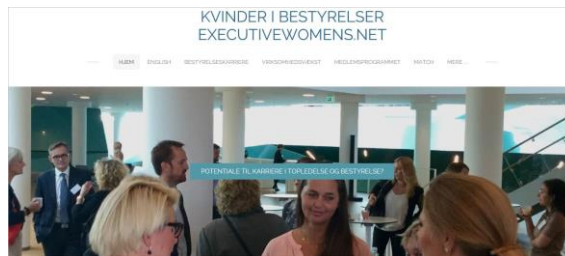 KVINDER I BESTYRELSER
EXECUTIVEWOMENS.NET
HJEM ENGLISH BESTYRELSESKARRIERE VIRKSOMHEDSVÆKST MEDLEMSPROGRAMMET MATCH MERE...
POTENTIALE TIL KARRIERE I TOPLEDELSE OG BESTYRELSE?